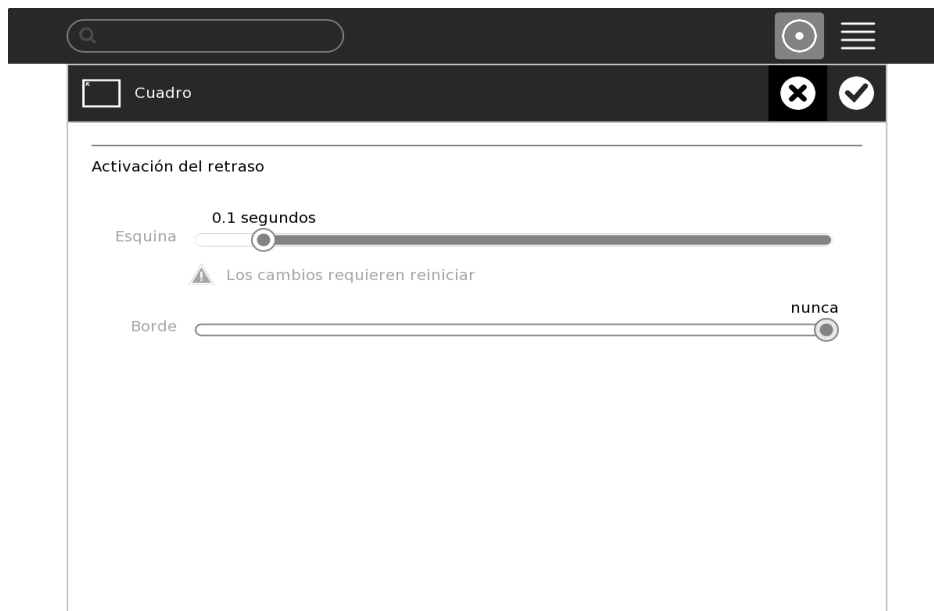 Cuadro
Activación del retraso
0.1 segundos
Esquina
Los cambios requieren reiniciar
nunca
Borde